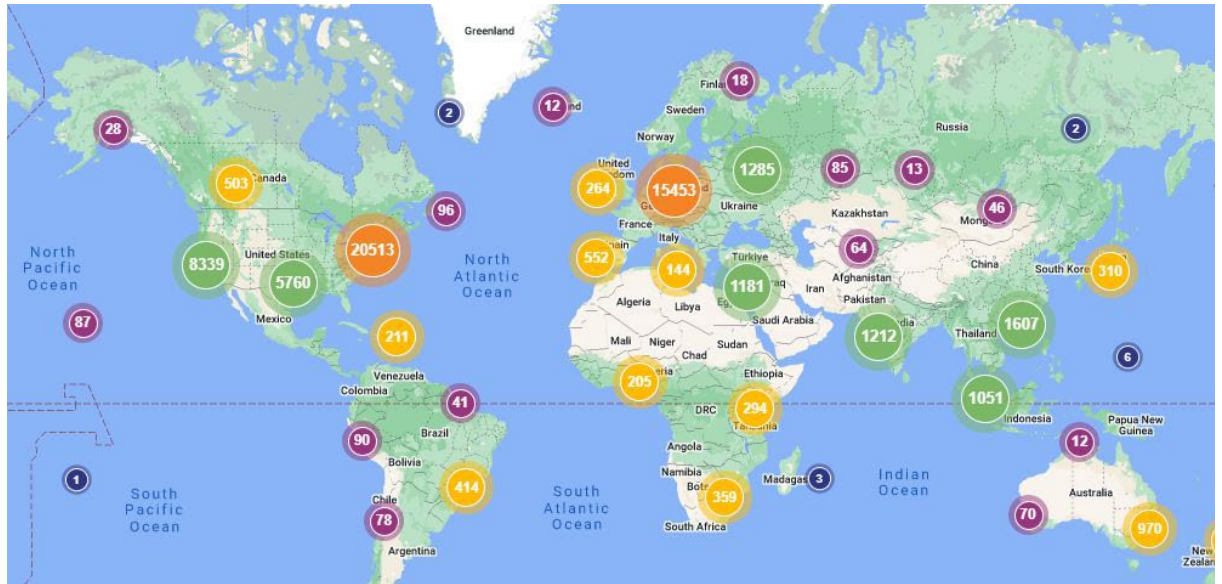 Greenland
2
12
28
Finland
18
Sweden
Norway
Russia
2
503
Canada
96
United
Kingdom
264
15453
1285
85
13
Ukraine
Kazakhstan
46
France
Italy
552
144
Türkiye
64
Afghanistan
China
South Korea
310
North
Pacific
Ocean
8339
United States
5760
20513
North
Atlantic
Ocean
Mexico
87
211
Algeria
Libya
1181
Iran
Pakistan
Saudi Arabia
1212
Thailand
1607
6
Mali
Niger
Chad
Sudan
Venezuela
Colombia
205
Ethiopia
1051
Indonesia
41
DRC
294
Tanzania
Papua New
Guinea
90
Brazil
Angola
12
1
Bolivia
414
Namibia
359
3
Indian
Ocean
Australia
South
Pacific
Ocean
Chile
78
South
Atlantic
Ocean
South Africa
70
970
Argentina
New